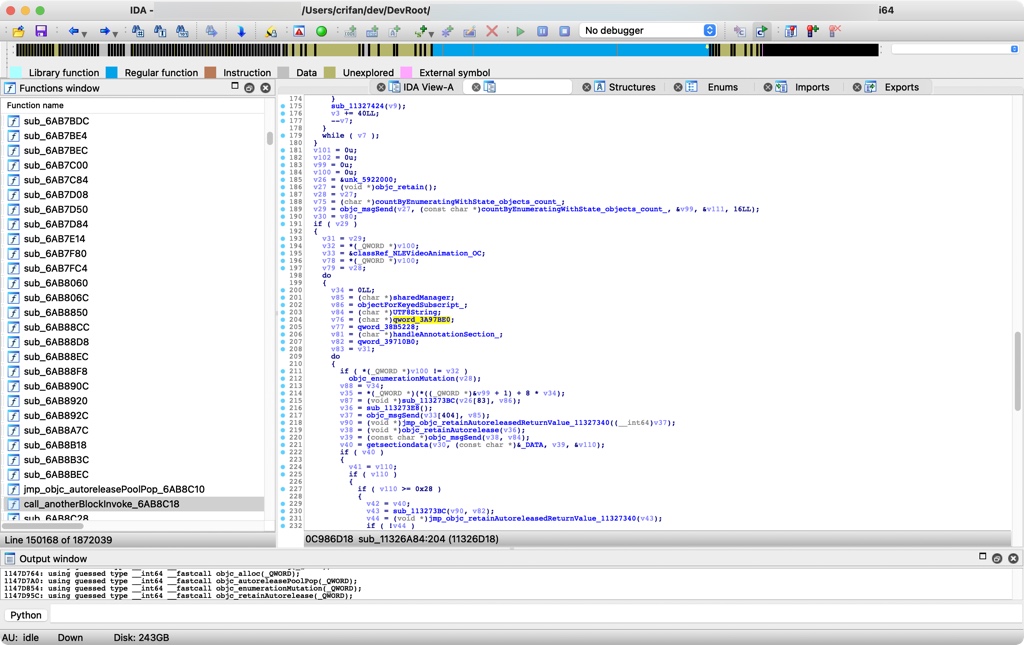 IDA - /Users/crifan/dev/DevRoot/ i64
No debugger
Library function Regular function Instruction Data Unexplored External symbol
Functions window
IDA View-A Structures Enums Imports Exports
Function name
sub_6AB7BDC
sub_6AB7BE4
sub_6AB7BEC
sub_6AB7C00
sub_6AB7C84
sub_6AB7D08
sub_6AB7D50
sub_6AB7D84
sub_6AB7E14
sub_6AB7F80
sub_6AB7FC4
sub_6AB8060
sub_6AB806C
sub_6AB8850
sub_6AB88CC
sub_6AB88D8
sub_6AB88EC
sub_6AB88F8
sub_6AB890C
sub_6AB8920
sub_6AB892C
sub_6AB8A7C
sub_6AB8B18
sub_6AB8B3C
sub_6AB8BEC
jmp_objc_autoreleasePoolPop_6AB8C10
call_anotherBlockInvoke_6AB8C18
sub_6AB8C28
Line 150168 of 1872039
174 }
175 sub_11327424(v9);
176 v3 += 40LL;
177 --v7;
178 }
179 while ( v7 );
180 }
181 v101 = 0u;
182 v102 = 0u;
183 v99 = 0u;
184 v100 = 0u;
185 v26 = &unk_5922000;
186 v27 = (void *)objc_retain();
187 v28 = v27;
188 v75 = (char *)countByEnumeratingWithState_objects_count_;
189 v29 = objc_msgSend(v27, (const char *)countByEnumeratingWithState_objects_count_, &v99, &v111, 16LL);
190 v30 = v80;
191 if ( v29 )
192 {
193 v31 = v29;
194 v32 = *(_QWORD *)v100;
195 v33 = &classRef_NLEVideoAnimation_OC;
196 v78 = *(_QWORD *)v100;
197 v79 = v28;
198 do
199 {
200 v34 = 0LL;
201 v85 = (char *)sharedManager;
202 v86 = objectForKeyedSubscript_;
203 v84 = (char *)UTF8String;
204 v76 = (char *)qword_3A97BE0;
205 v77 = qword_38B5228;
206 v81 = (char *)handleAnnotationSection_;
207 v82 = qword_39710B0;
208 v83 = v31;
209 do
210 {
211 if ( *(_QWORD *)v100 != v32 )
212 objc_enumerationMutation(v28);
213 v88 = v34;
214 v35 = *(_QWORD *)(*((_QWORD *)&v99 + 1) + 8 * v34);
215 v87 = (void *)sub_113273BC(v26[83], v86);
216 v36 = sub_113273E8();
217 v37 = objc_msgSend(v33[404], v85);
218 v90 = (void *)jmp_objc_retainAutoreleasedReturnValue_11327340((__int64)v37);
219 v38 = (void *)objc_retainAutorelease(v36);
220 v39 = (const char *)objc_msgSend(v38, v84);
221 v40 = getsectiondata(v30, (const char *)&_DATA, v39, &v110);
222 if ( v40 )
223 {
224 v41 = v110;
225 if ( v110 )
226 {
227 if ( v110 >= 0x28 )
228 {
229 v42 = v40;
230 v43 = sub_113273BC(v90, v82);
231 v44 = (void *)jmp_objc_retainAutoreleasedReturnValue_11327340(v43);
232 if ( !v44 )
0C986D18 sub_11326A84:204 (11326D18)
Output window
1147D764: using guessed type __int64 __fastcall objc_alloc(_QWORD);
1147D7A0: using guessed type __int64 __fastcall objc_autoreleasePoolPop(_QWORD);
1147D854: using guessed type __int64 __fastcall objc_enumerationMutation(_QWORD);
1147D95C: using guessed type __int64 __fastcall objc_retainAutorelease(_QWORD);
Python
AU: idle Down Disk: 243GB